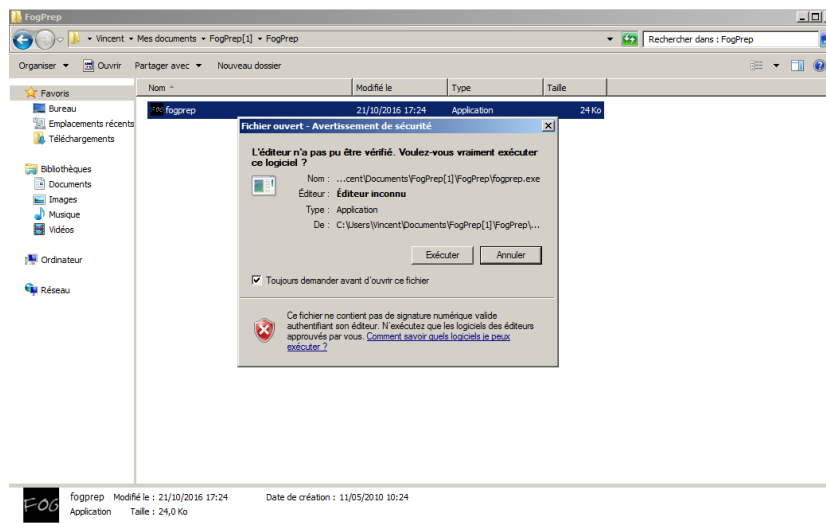 FogPrep
Vincent Mes documents FogPrep[1] FogPrep
Rechercher dans : FogPrep
Organiser Ouvrir Partager avec Nouveau dossier
Nom Modifié le Type Taille
Favoris
Bureau
Emplacements récents
Téléchargements
Bibliothèques
Documents
Images
Musique
Vidéos
Ordinateur
Réseau
FOG fogprep 21/10/2016 17:24 Application 24 Ko
Fichier ouvert - Avertissement de sécurité
L'éditeur n'a pas pu être vérifié. Voulez-vous vraiment exécuter
ce logiciel ?
Nom : ...cent\Documents\FogPrep[1]\FogPrep\fogprep.exe
Éditeur : Éditeur inconnu
Type : Application
De : C:\Users\Vincent\Documents\FogPrep[1]\FogPrep\,...
Exécuter Annuler
Toujours demander avant d'ouvrir ce fichier
Ce fichier ne contient pas de signature numérique valide
authentifiant son éditeur. N'exécutez que les logiciels des éditeurs
approuvés par vous. Comment savoir quels logiciels je peux
exécuter ?
FOG
fogprep Modifié le : 21/10/2016 17:24 Date de création : 11/05/2010 10:24
Application Taille : 24,0 Ko